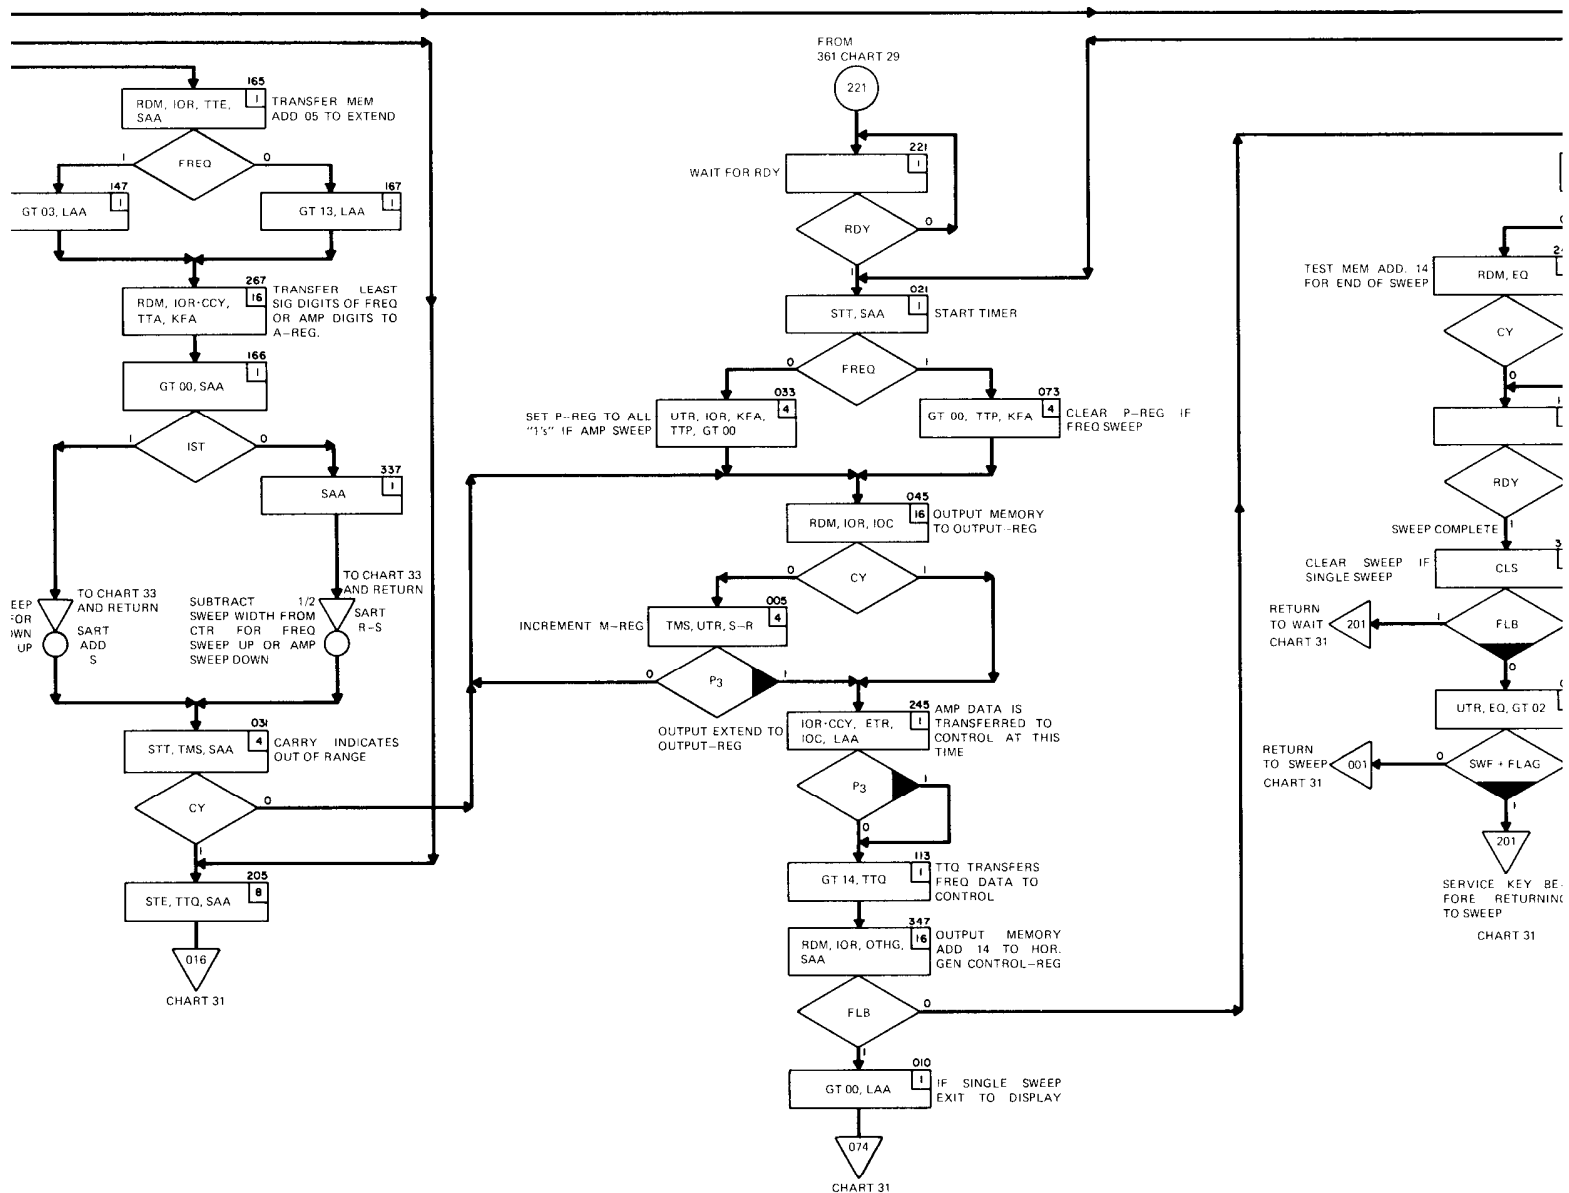 165
RDM, IOR, TTE,
SAA
1
TRANSFER MEM
ADD 05 TO EXTEND
FREQ
1
0
147
GT 03, LAA
1
167
GT 13, LAA
1
267
RDM, IOR·CCY,
TTA, KFA
16
TRANSFER LEAST
SIG DIGITS OF FREQ
OR AMP DIGITS TO
A-REG.
166
GT 00, SAA
1
IST
1
0
337
SAA
1
EEP
FOR
OWN
UP
TO CHART 33
AND RETURN
SART
ADD
S
SUBTRACT 1/2
SWEEP WIDTH FROM
CTR FOR FREQ
SWEEP UP OR AMP
SWEEP DOWN
TO CHART 33
AND RETURN
SART
R-S
031
STT, TMS, SAA
4
CARRY INDICATES
OUT OF RANGE
CY
0
1
205
STE, TTQ, SAA
8
016
CHART 31
FROM
361 CHART 29
221
221
WAIT FOR RDY
1
RDY
0
1
021
STT, SAA
1
START TIMER
FREQ
0
1
033
SET P-REG TO ALL
"1's" IF AMP SWEEP
UTR, IOR, KFA,
TTP, GT 00
4
073
GT 00, TTP, KFA
4
CLEAR P-REG IF
FREQ SWEEP
045
RDM, IOR, IOC
16
OUTPUT MEMORY
TO OUTPUT-REG
CY
0
1
005
INCREMENT M-REG
TMS, UTR, S-R
4
P3
0
1
OUTPUT EXTEND TO
OUTPUT-REG
245
IOR·CCY, ETR,
IOC, LAA
1
AMP DATA IS
TRANSFERRED TO
CONTROL AT THIS
TIME
P3
1
0
113
GT 14, TTQ
1
TTQ TRANSFERS
FREQ DATA TO
CONTROL
347
RDM, IOR, OTHG,
SAA
16
OUTPUT MEMORY
ADD 14 TO HOR.
GEN CONTROL-REG
FLB
0
1
010
GT 00, LAA
1
IF SINGLE SWEEP
EXIT TO DISPLAY
074
CHART 31
TEST MEM ADD. 14
FOR END OF SWEEP
RDM, EQ
CY
0
RDY
SWEEP COMPLETE
1
CLEAR SWEEP IF
SINGLE SWEEP
CLS
RETURN
TO WAIT
CHART 31
201
1
FLB
0
UTR, EQ, GT 02
RETURN
TO SWEEP
CHART 31
001
0
SWF + FLAG
1
201
SERVICE KEY BE-
FORE RETURNING
TO SWEEP
CHART 31